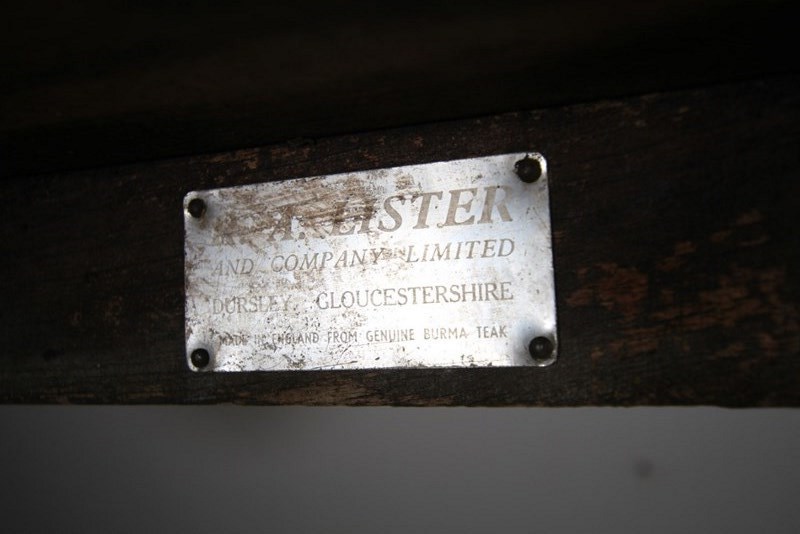 R. A. LISTER
AND COMPANY LIMITED
DURSLEY, GLOUCESTERSHIRE
MADE IN ENGLAND FROM GENUINE BURMA TEAK